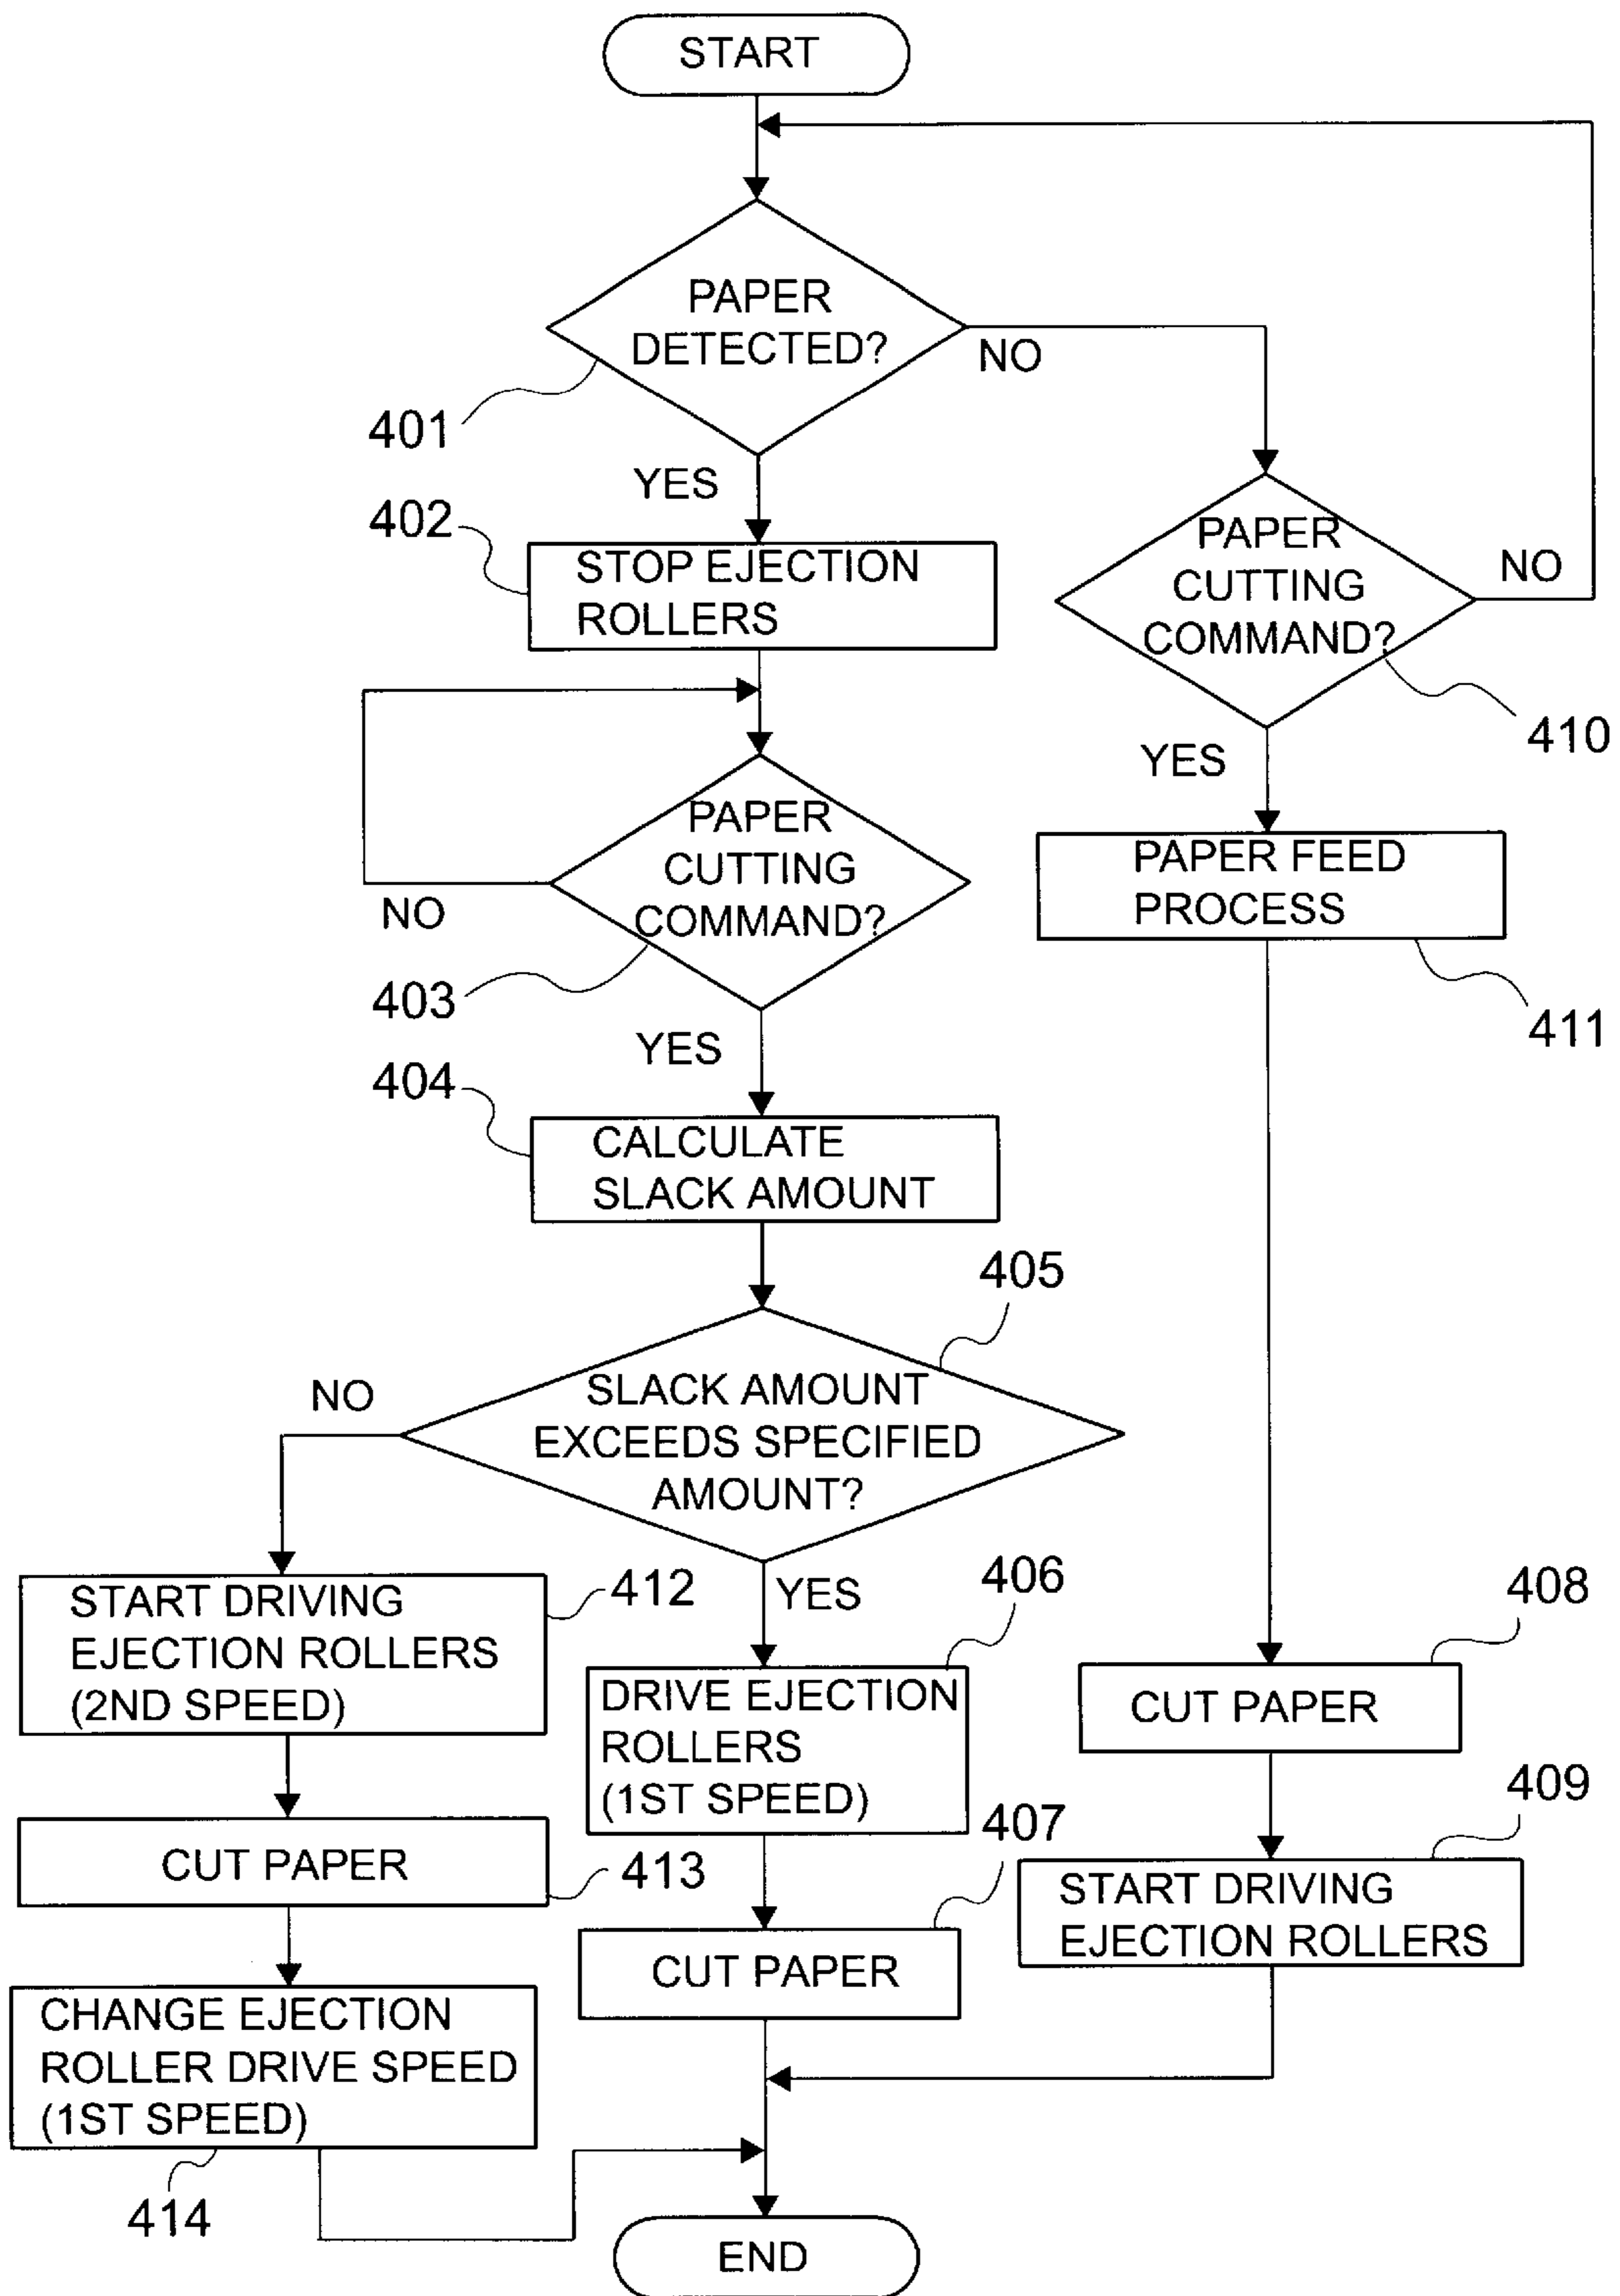 START
PAPER
DETECTED?
NO
401
YES
402
STOP EJECTION
ROLLERS
PAPER
CUTTING
COMMAND?
NO
410
YES
PAPER FEED
PROCESS
411
PAPER
CUTTING
COMMAND?
NO
403
YES
404
CALCULATE
SLACK AMOUNT
405
SLACK AMOUNT
EXCEEDS SPECIFIED
AMOUNT?
NO
YES
START DRIVING
EJECTION ROLLERS
(2ND SPEED)
412
406
DRIVE EJECTION
ROLLERS
(1ST SPEED)
408
CUT PAPER
CUT PAPER
413
407
CUT PAPER
409
START DRIVING
EJECTION ROLLERS
CHANGE EJECTION
ROLLER DRIVE SPEED
(1ST SPEED)
414
END